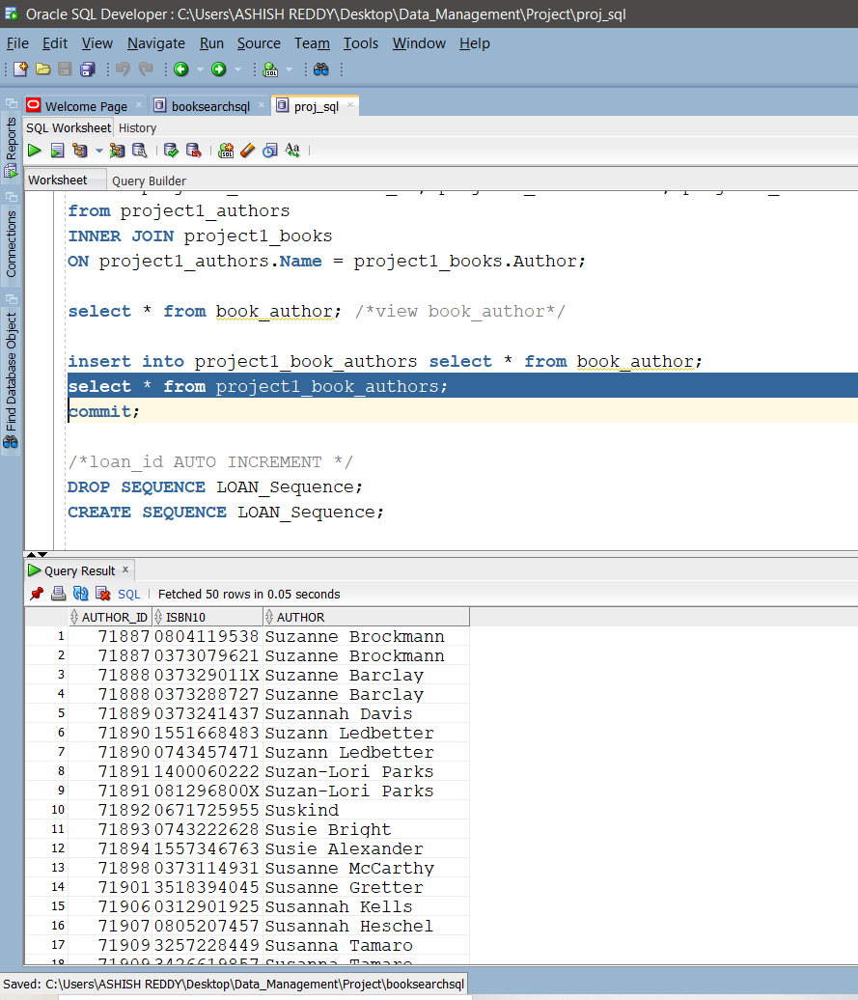 Oracle SQL Developer : C:\Users\ASHISH REDDY\Desktop\Data_Management\Project\proj_sql
File Edit View Navigate Run Source Team Tools Window Help
Welcome Page booksearchsql proj_sql
SQL Worksheet History
Worksheet Query Builder
Reports
Connections
Find Database Object
from project1_authors
INNER JOIN project1_books
ON project1_authors.Name = project1_books.Author;
select * from book_author; /*view book_author*/
insert into project1_book_authors select * from book_author;
select * from project1_book_authors;
commit;
/*loan_id AUTO INCREMENT */
DROP SEQUENCE LOAN_Sequence;
CREATE SEQUENCE LOAN_Sequence;
Query Result
SQL Fetched 50 rows in 0.05 seconds
AUTHOR_ID ISBN10 AUTHOR
1 71887 0804119538 Suzanne Brockmann
2 71887 0373079621 Suzanne Brockmann
3 71888 037329011X Suzanne Barclay
4 71888 0373288727 Suzanne Barclay
5 71889 0373241437 Suzannah Davis
6 71890 1551668483 Suzann Ledbetter
7 71890 0743457471 Suzann Ledbetter
8 71891 1400060222 Suzan-Lori Parks
9 71891 081296800X Suzan-Lori Parks
10 71892 0671725955 Suskind
11 71893 0743222628 Susie Bright
12 71894 1557346763 Susie Alexander
13 71898 0373114931 Susanne McCarthy
14 71901 3518394045 Susanne Gretter
15 71906 0312901925 Susannah Kells
16 71907 0805207457 Susannah Heschel
17 71909 3257228449 Susanna Tamaro
18 71909 3426619857 Susanna Tamaro
Saved: C:\Users\ASHISH REDDY\Desktop\Data_Management\Project\booksearchsql